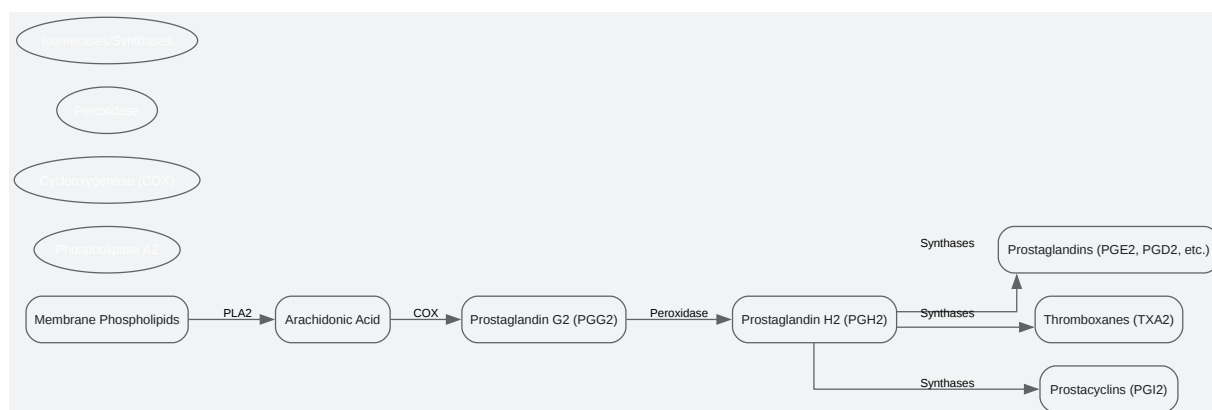 Isomerases/Synthases
Peroxidase
Cyclooxygenase (COX)
Phospholipase A2
Synthases
Prostaglandins (PGE2, PGD2, etc.)
Membrane Phospholipids
PLA2
Arachidonic Acid
COX
Prostaglandin G2 (PGG2)
Peroxidase
Prostaglandin H2 (PGH2)
Synthases
Thromboxanes (TXA2)
Synthases
Prostacyclins (PGI2)